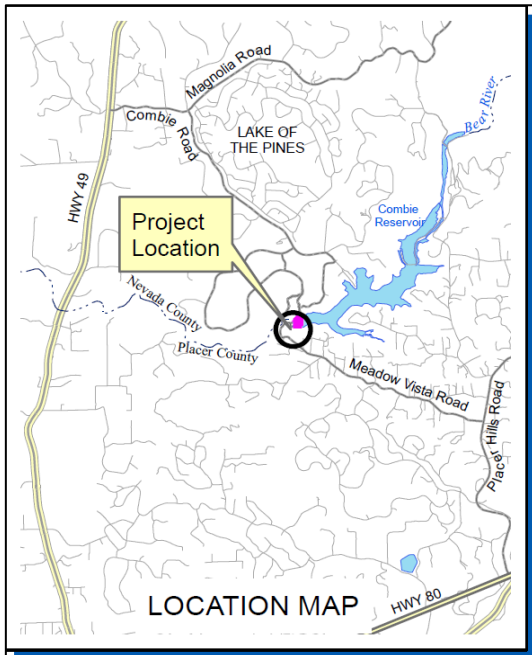 Magnolia Road
Combie Road
LAKE OF
THE PINES
Bear River
HWY 49
Combie
Reservoir
Project
Location
Nevada County
Placer County
Meadow Vista Road
Placer Hills Road
LOCATION MAP
HWY 80